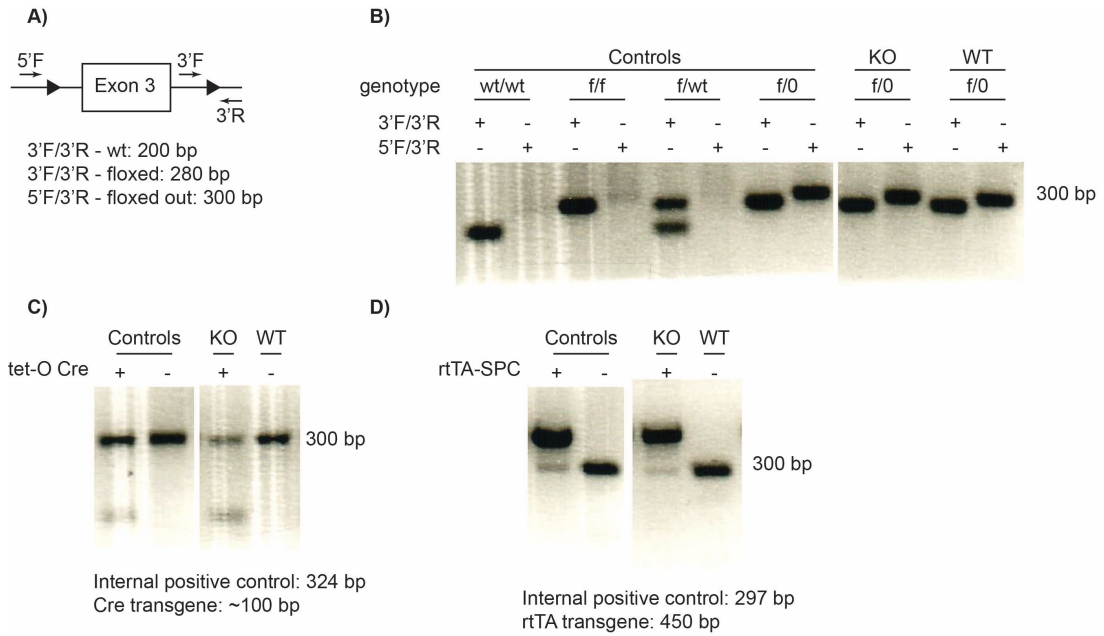 A)
5'F
3'F
Exon 3
3'R
3'F/3'R - wt: 200 bp
3'F/3'R - floxed: 280 bp
5'F/3'R - floxed out: 300 bp
B)
Controls KO WT
genotype wt/wt f/f f/wt f/0 f/0 f/0
3'F/3'R + - + - + - + - + - + -
5'F/3'R - + - + - + - + - + - +
300 bp
C)
Controls KO WT
tet-O Cre + - + -
300 bp
Internal positive control: 324 bp
Cre transgene: ~100 bp
D)
Controls KO WT
rtTA-SPC + - + -
300 bp
Internal positive control: 297 bp
rtTA transgene: 450 bp